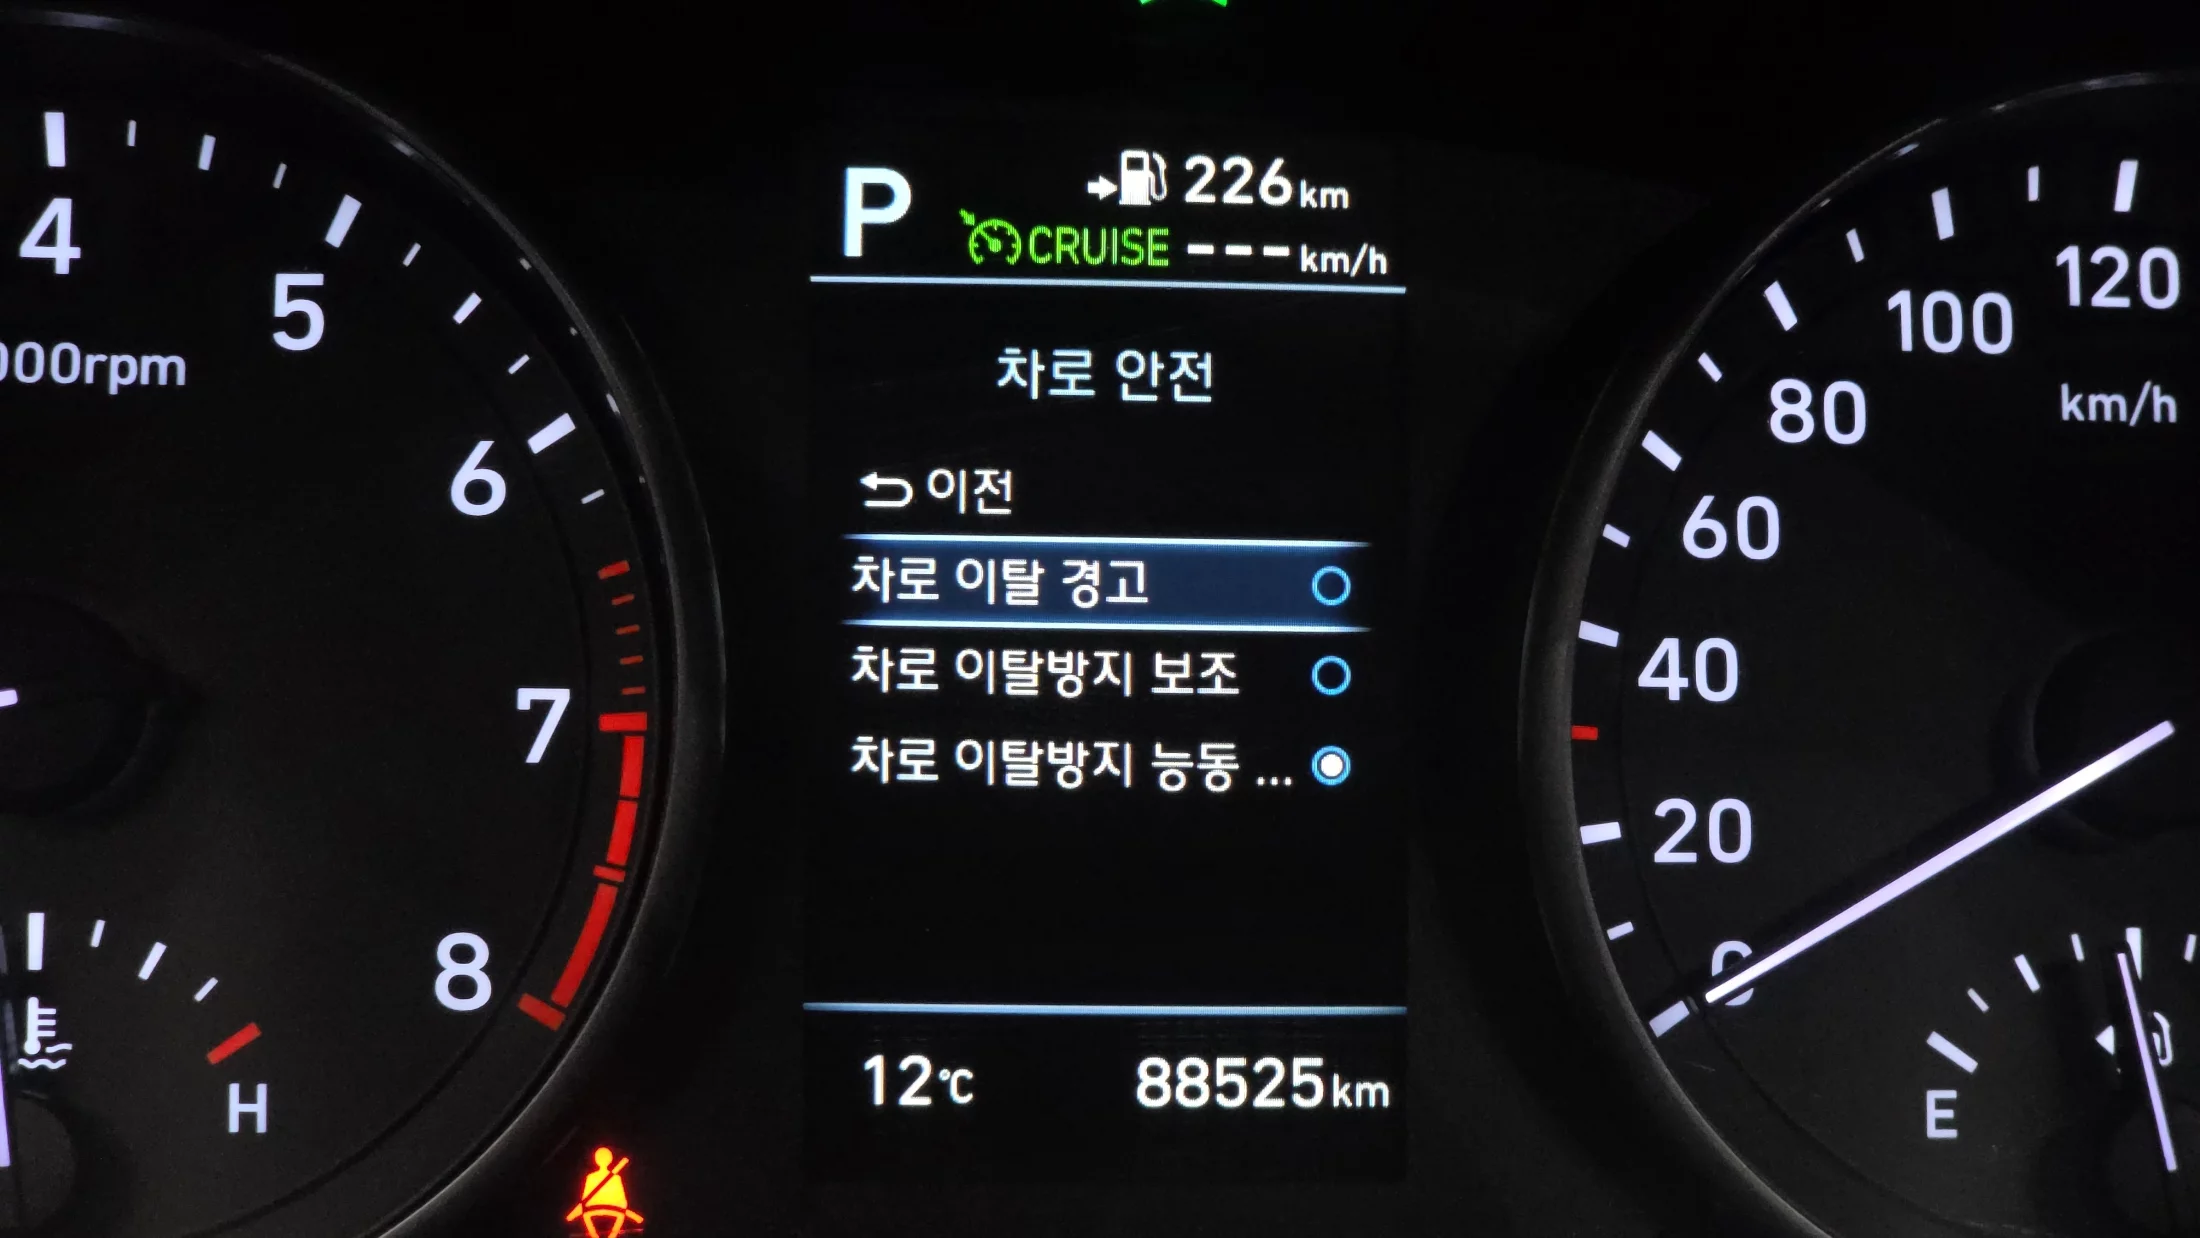 P
226km
CRUISE ---km/h
차로 안전
이전
차로 이탈 경고
차로 이탈방지 보조
차로 이탈방지 능동 ...
12℃
88525km
4
5
6
7
8
000rpm
H
120
100
80
60
40
20
0
km/h
E